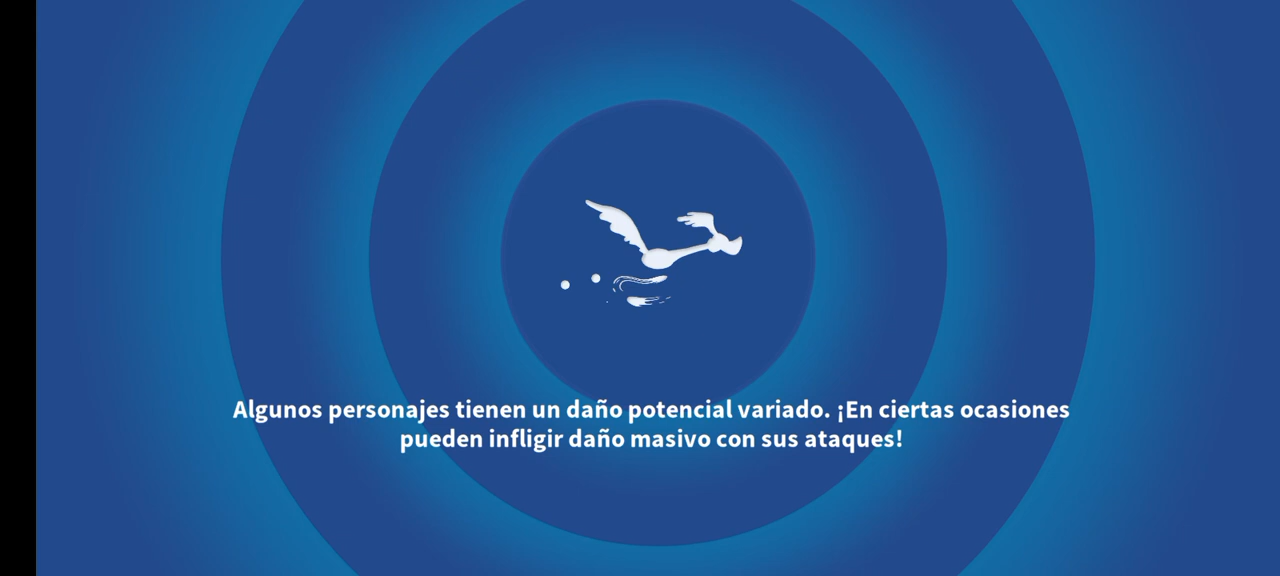 Algunos personajes tienen un daño potencial variado. ¡En ciertas ocasiones
pueden infligir daño masivo con sus ataques!